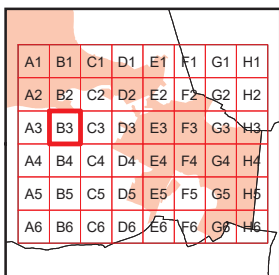 A1 B1 C1 D1 E1 F1 G1 H1
A2 B2 C2 D2 E2 F2 G2 H2
A3 B3 C3 D3 E3 F3 G3 H3
A4 B4 C4 D4 E4 F4 G4 H4
A5 B5 C5 D5 E5 F5 G5 H5
A6 B6 C6 D6 E6 F6 G6 H6